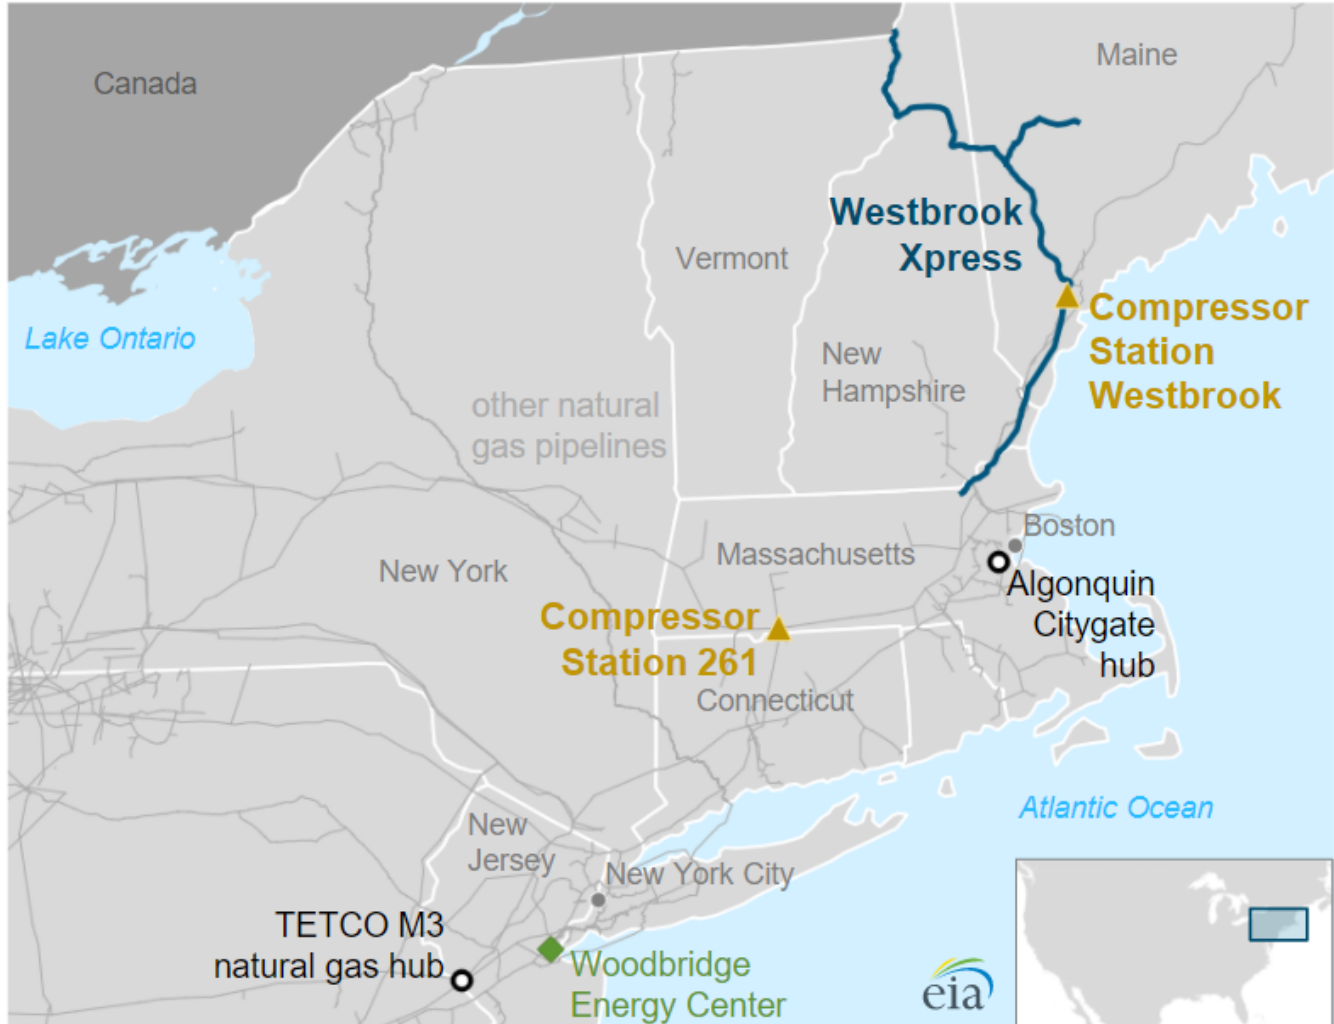 Canada
Maine
Westbrook
Xpress
Vermont
Compressor
Station
Westbrook
Lake Ontario
New
Hampshire
other natural
gas pipelines
Boston
Massachusetts
New York
Algonquin
Citygate
hub
Compressor
Station 261
Connecticut
Atlantic Ocean
New
Jersey
New York City
TETCO M3
natural gas hub
Woodbridge
Energy Center
eia